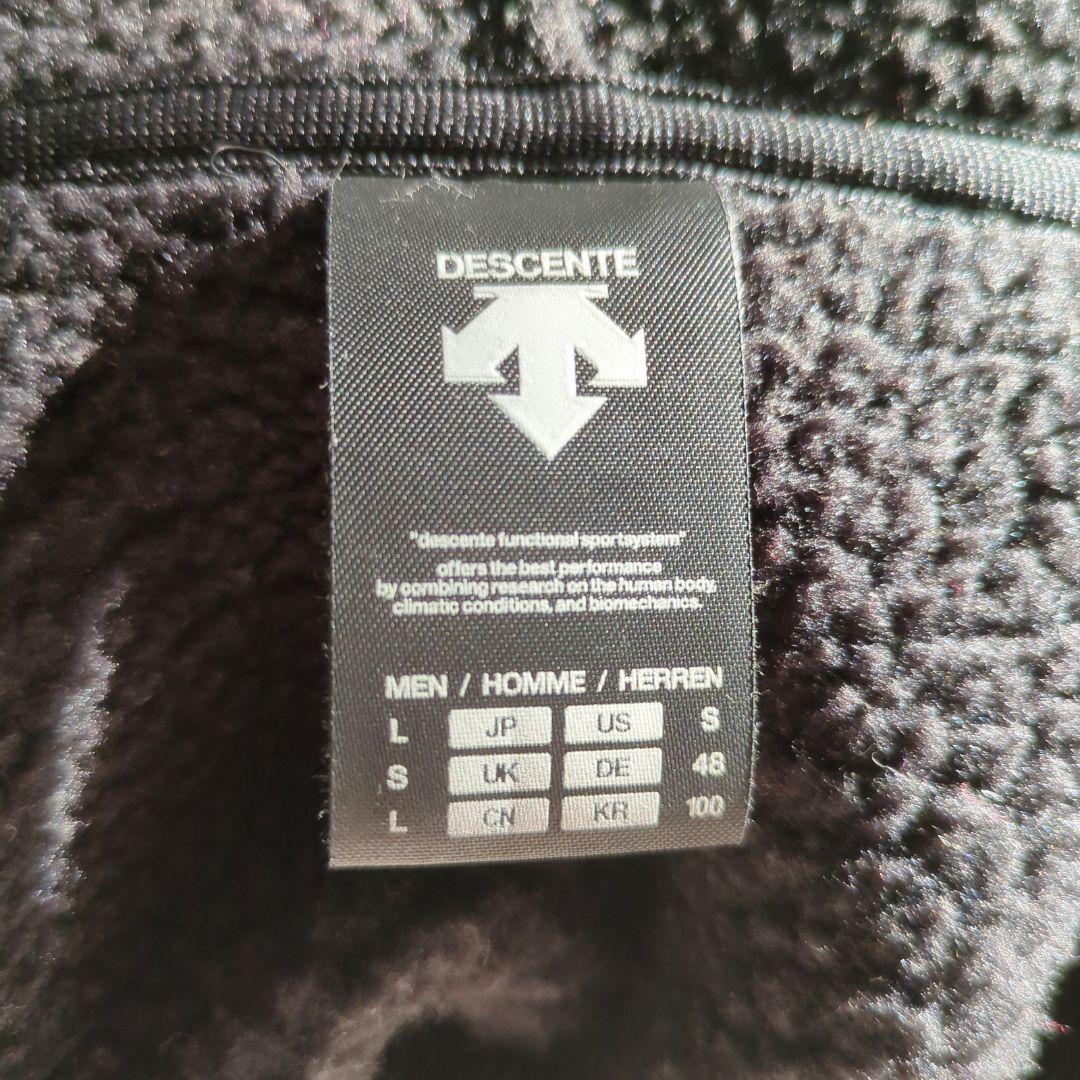 DESCENTE
"descente functional sportsystem"
offers the best performance
by combining research on the human body,
climatic conditions, and biomechanics.
MEN / HOMME / HERREN
L JP US S
S UK DE 48
L CN KR 100